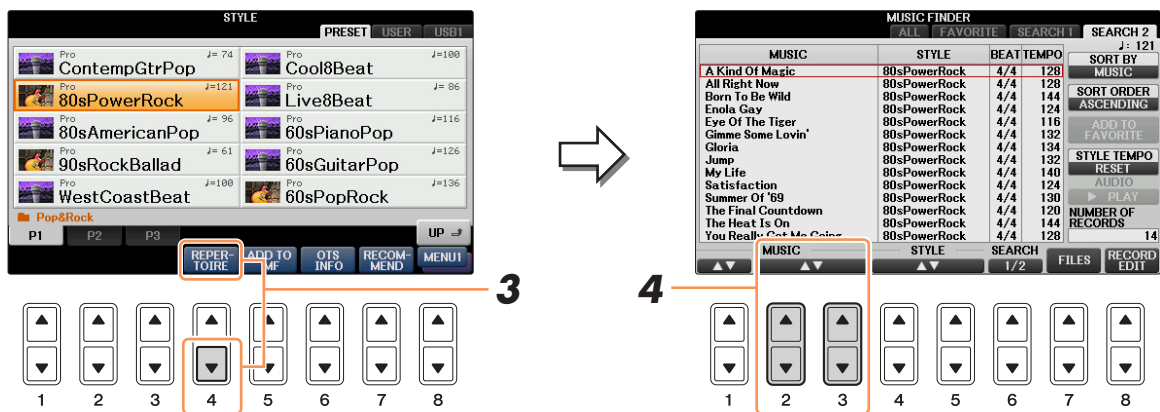 STYLE
PRESET USER USB1
Pro ♩= 74
ContempGtrPop
Pro ♩=100
Cool8Beat
Pro ♩=121
80sPowerRock
Pro ♩= 86
Live8Beat
Pro ♩= 96
80sAmericanPop
Pro ♩=116
60sPianoPop
Pro ♩= 61
90sRockBallad
Pro ♩=126
60sGuitarPop
Pro ♩=100
WestCoastBeat
Pro ♩=136
60sPopRock
Pop&Rock
P1 P2 P3 UP
REPER-
TOIRE
ADD TO
MF
OTS
INFO
RECOM-
MEND
MENU1
3
1 2 3 4 5 6 7 8
MUSIC FINDER
ALL FAVORITE SEARCH 1 SEARCH 2
♩: 121
MUSIC STYLE BEAT TEMPO
A Kind Of Magic 80sPowerRock 4/4 128
All Right Now 80sPowerRock 4/4 128
Born To Be Wild 80sPowerRock 4/4 144
Enola Gay 80sPowerRock 4/4 124
Eye Of The Tiger 80sPowerRock 4/4 116
Gimme Some Lovin' 80sPowerRock 4/4 132
Gloria 80sPowerRock 4/4 134
Jump 80sPowerRock 4/4 132
My Life 80sPowerRock 4/4 140
Satisfaction 80sPowerRock 4/4 124
Summer Of '69 80sPowerRock 4/4 130
The Final Countdown 80sPowerRock 4/4 120
The Heat Is On 80sPowerRock 4/4 144
You Really Got Me Going 80sPowerRock 4/4 128
SORT BY
MUSIC
SORT ORDER
ASCENDING
ADD TO
FAVORITE
STYLE TEMPO
RESET
AUDIO
PLAY
NUMBER OF
RECORDS
14
MUSIC STYLE SEARCH
▲▼ ▲▼ ▲▼ 1/2
FILES
RECORD
EDIT
4
1 2 3 4 5 6 7 8